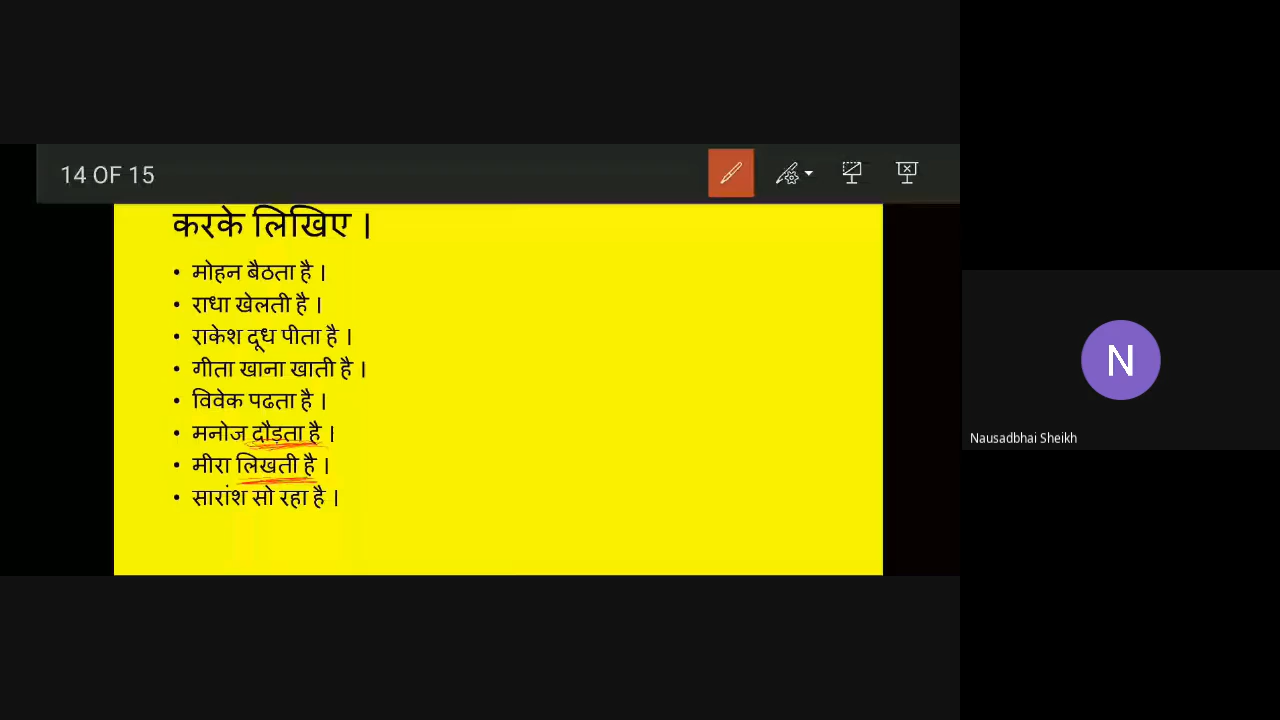 14 OF 15
करके लिखिए ।
• मोहन बैठता है ।
• राधा खेलती है ।
• राकेश दूध पीता है ।
• गीता खाना खाती है ।
• विवेक पढता है ।
• मनोज दौड़ता है ।
• मीरा लिखती है ।
• सारांश सो रहा है ।
N
Nausadbhai Sheikh